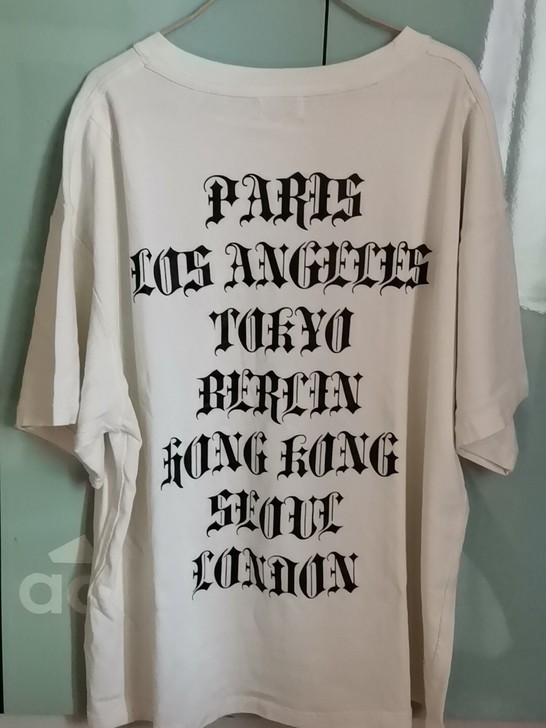 PARIS
LOS ANGELES
TOKYO
BERLIN
HONG KONG
SEOUL
LONDON